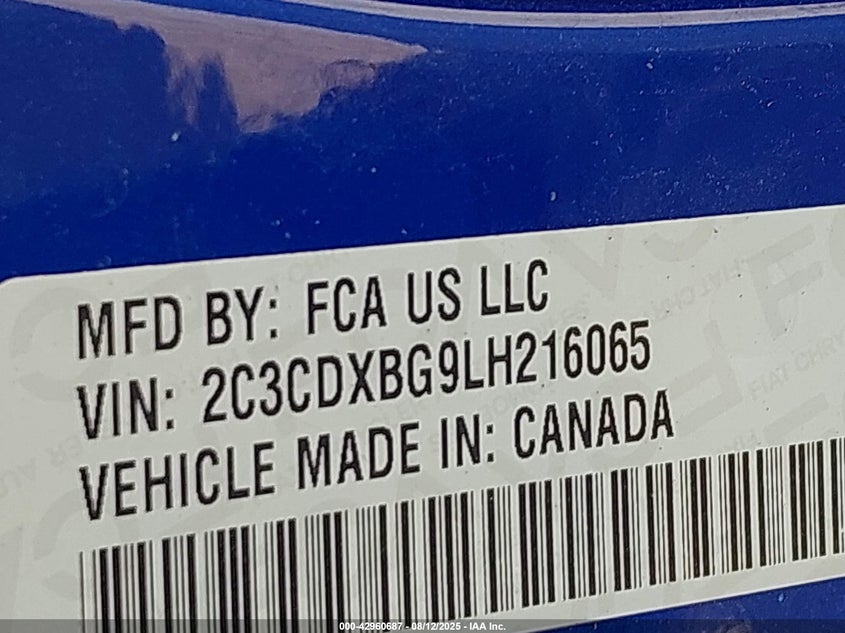 MFD BY: FCA US LLC
VIN: 2C3CDXBG9LH216065
VEHICLE MADE IN: CANADA
000-42960687 - 08/12/2025 - IAA Inc.